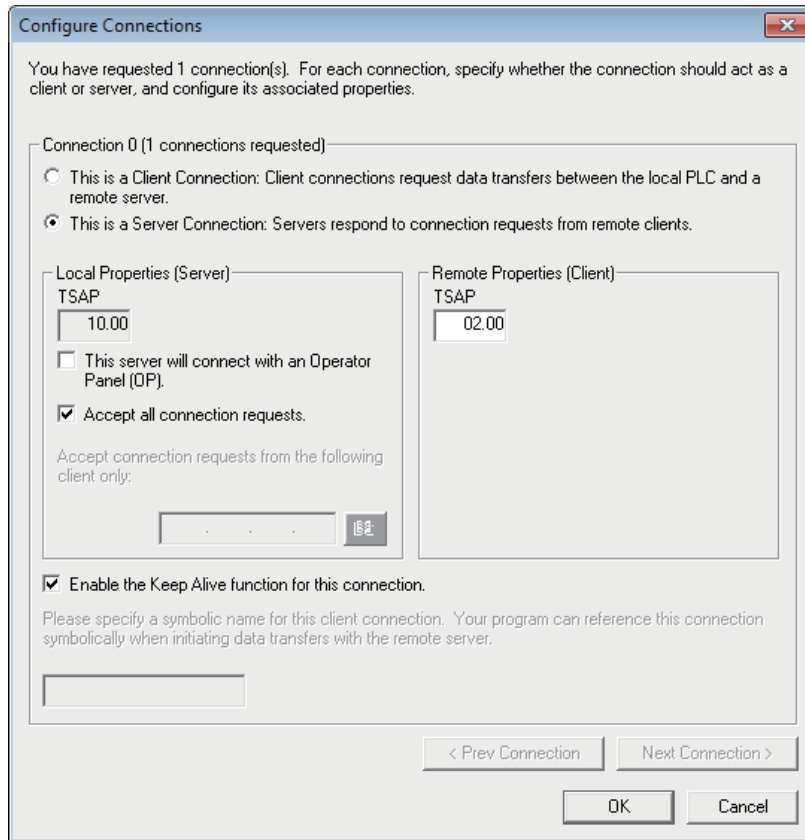 Configure Connections
You have requested 1 connection(s). For each connection, specify whether the connection should act as a
client or server, and configure its associated properties.
Connection 0 (1 connections requested)
This is a Client Connection: Client connections request data transfers between the local PLC and a
remote server.
This is a Server Connection: Servers respond to connection requests from remote clients.
Local Properties (Server)
TSAP
10.00
This server will connect with an Operator
Panel (OP).
Accept all connection requests.
Accept connection requests from the following
client only:
. . .
Remote Properties (Client)
TSAP
02.00
Enable the Keep Alive function for this connection.
Please specify a symbolic name for this client connection. Your program can reference this connection
symbolically when initiating data transfers with the remote server.
< Prev Connection
Next Connection >
OK
Cancel